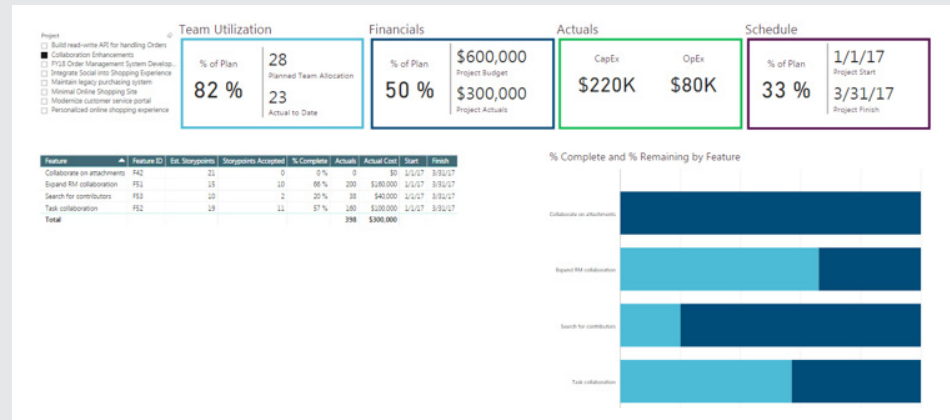 Project
Build read-write API for handling Orders
Collaboration Enhancements
FY18 Order Management System Develop...
Integrate Social into Shopping Experience
Maintain legacy purchasing system
Minimal Online Shopping Site
Modernize customer service portal
Personalized online shopping experience
Team Utilization
% of Plan
82 %
28
Planned Team Allocation
23
Actual to Date
Financials
% of Plan
50 %
$600,000
Project Budget
$300,000
Project Actuals
Actuals
CapEx
$220K
OpEx
$80K
Schedule
% of Plan
33 %
1/1/17
Project Start
3/31/17
Project Finish
Feature Feature ID Est. Storypoints Storypoints Accepted % Complete Actuals Actual Cost Start Finish
Collaborate on attachments F42 21 0 0 % 0 $0 1/1/17 3/31/17
Expand RM collaboration F51 15 10 66 % 200 $160,000 1/1/17 3/31/17
Search for contributors F53 10 2 20 % 38 $40,000 1/1/17 3/31/17
Task collaboration F52 19 11 57 % 160 $100,000 1/1/17 3/31/17
Total 398 $300,000
% Complete and % Remaining by Feature
Collaborate on attachments
Expand RM collaboration
Search for contributors
Task collaboration